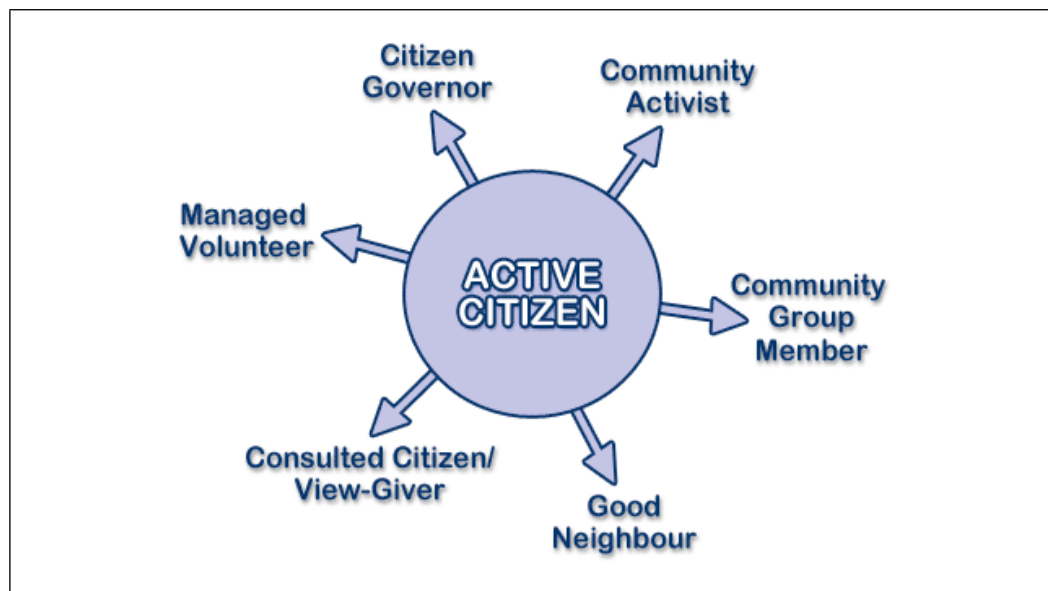 Citizen
Governor
Community
Activist
Managed
Volunteer
ACTIVE
CITIZEN
Community
Group
Member
Consulted Citizen/
View-Giver
Good
Neighbour